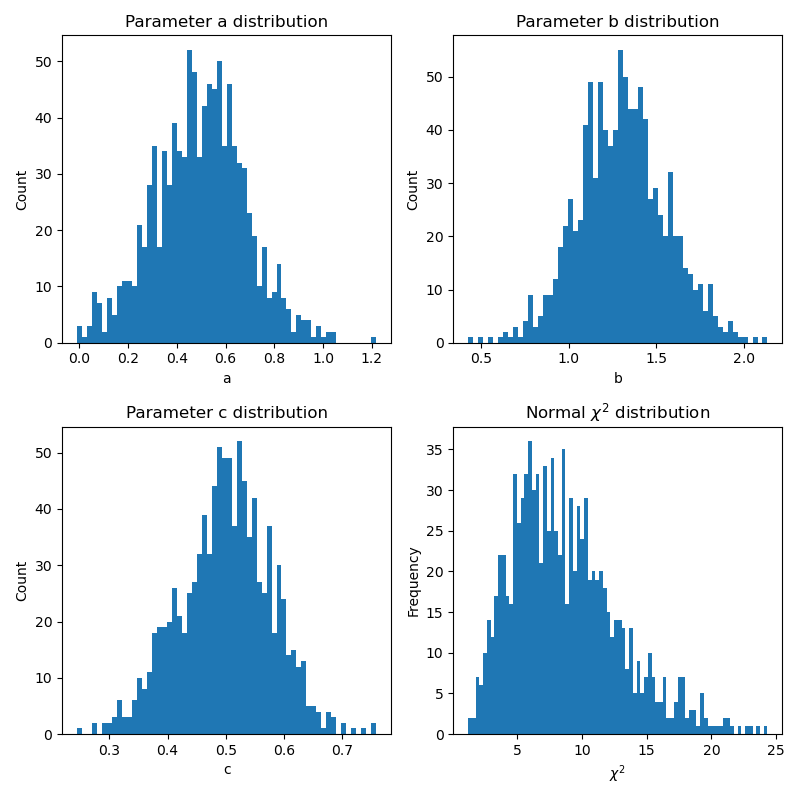 Parameter a distribution
Count
50
40
30
20
10
0
0.0 0.2 0.4 0.6 0.8 1.0 1.2
a
Parameter b distribution
Count
50
40
30
20
10
0
0.5 1.0 1.5 2.0
b
Parameter c distribution
Count
50
40
30
20
10
0
0.3 0.4 0.5 0.6 0.7
c
Normal χ² distribution
Frequency
35
30
25
20
15
10
5
0
5 10 15 20 25
χ²